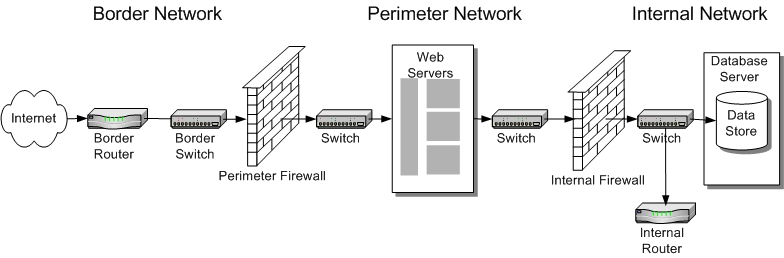 Border Network
Perimeter Network
Internal Network
Internet
Border
Router
Border
Switch
Perimeter Firewall
Switch
Web
Servers
Switch
Internal Firewall
Switch
Database
Server
Data
Store
Internal
Router